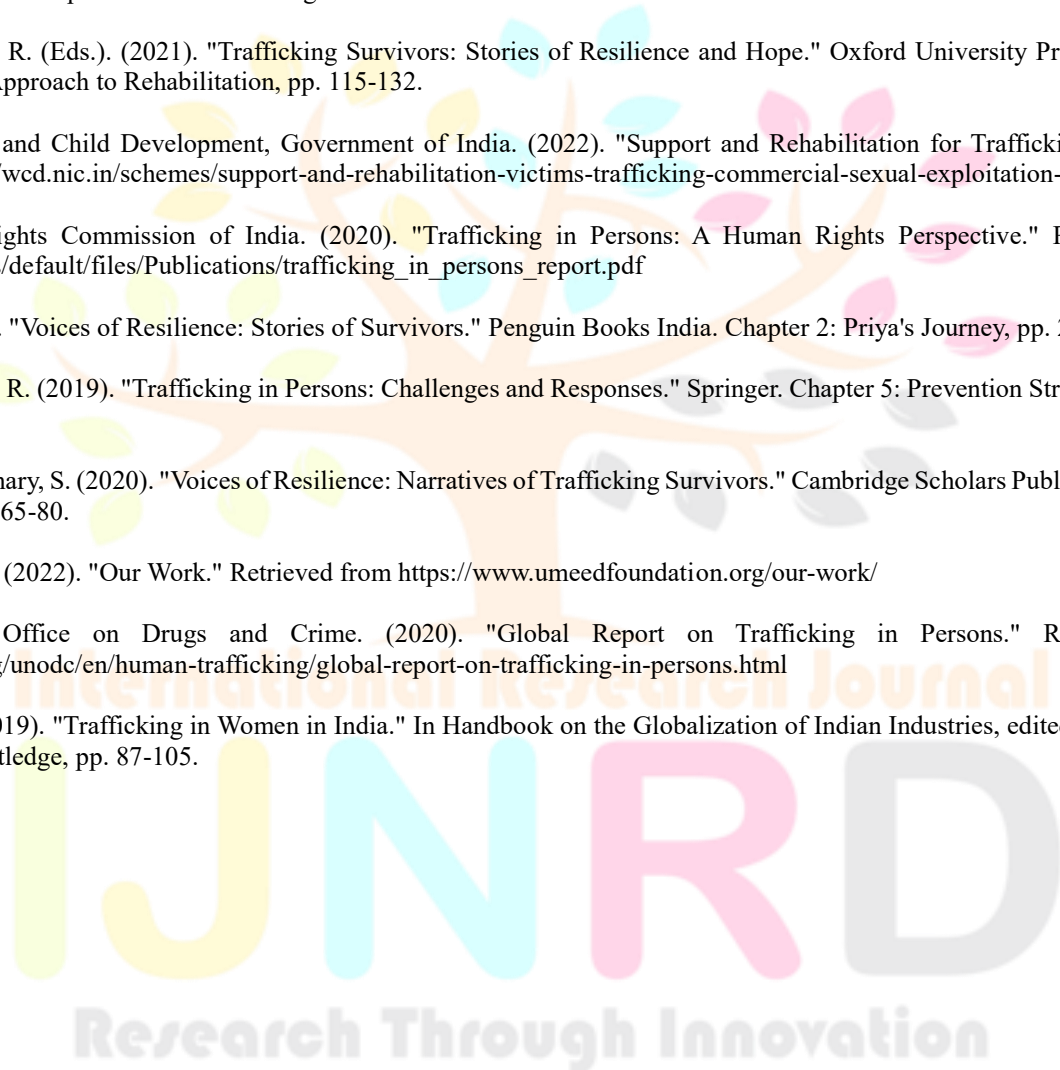 R. (Eds.). (2021). "Trafficking Survivors: Stories of Resilience and Hope." Oxford University Pr
pproach to Rehabilitation, pp. 115-132.
and Child Development, Government of India. (2022). "Support and Rehabilitation for Trafficki
/wcd.nic.in/schemes/support-and-rehabilitation-victims-trafficking-commercial-sexual-exploitation-
ights Commission of India. (2020). "Trafficking in Persons: A Human Rights Perspective."
s/default/files/Publications/trafficking_in_persons_report.pdf
. "Voices of Resilience: Stories of Survivors." Penguin Books India. Chapter 2: Priya's Journey, pp.
R. (2019). "Trafficking in Persons: Challenges and Responses." Springer. Chapter 5: Prevention Str
hary, S. (2020). "Voices of Resilience: Narratives of Trafficking Survivors." Cambridge Scholars Publ
65-80.
(2022). "Our Work." Retrieved from https://www.umeedfoundation.org/our-work/
Office on Drugs and Crime. (2020). "Global Report on Trafficking in Persons." R
g/unodc/en/human-trafficking/global-report-on-trafficking-in-persons.html
International Research Journal
019). "Trafficking in Women in India." In Handbook on the Globalization of Indian Industries, edite
tledge, pp. 87-105.
IJNRD
Research Through Innovation